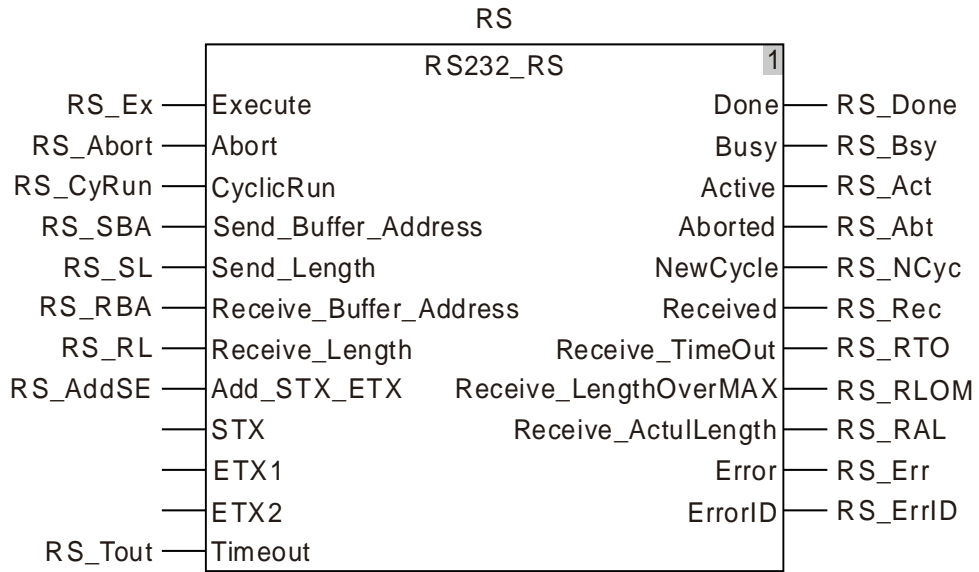 RS
RS232_RS 1
RS_Ex Execute Done RS_Done
RS_Abort Abort Busy RS_Bsy
RS_CyRun CyclicRun Active RS_Act
RS_SBA Send_Buffer_Address Aborted RS_Abt
RS_SL Send_Length NewCycle RS_NCyc
RS_RBA Receive_Buffer_Address Received RS_Rec
RS_RL Receive_Length Receive_TimeOut RS_RTO
RS_AddSE Add_STX_ETX Receive_LengthOverMAX RS_RLOM
STX Receive_ActulLength RS_RAL
ETX1 Error RS_Err
ETX2 ErrorID RS_ErrID
RS_Tout Timeout